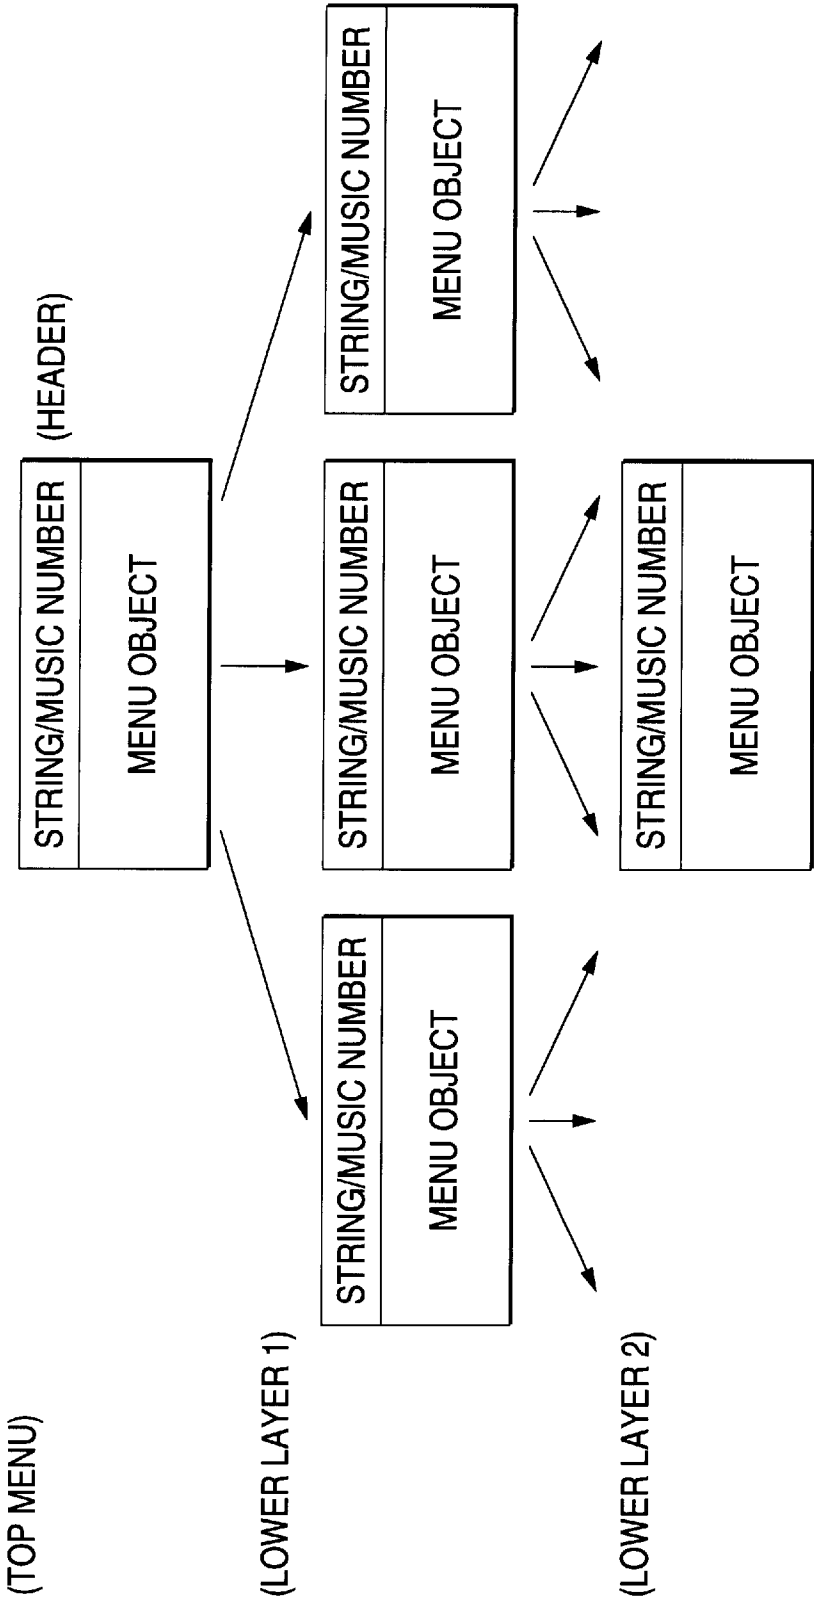 (TOP MENU)
STRING/MUSIC NUMBER
(HEADER)
MENU OBJECT
(LOWER LAYER 1)
STRING/MUSIC NUMBER
MENU OBJECT
STRING/MUSIC NUMBER
MENU OBJECT
STRING/MUSIC NUMBER
MENU OBJECT
(LOWER LAYER 2)
STRING/MUSIC NUMBER
MENU OBJECT